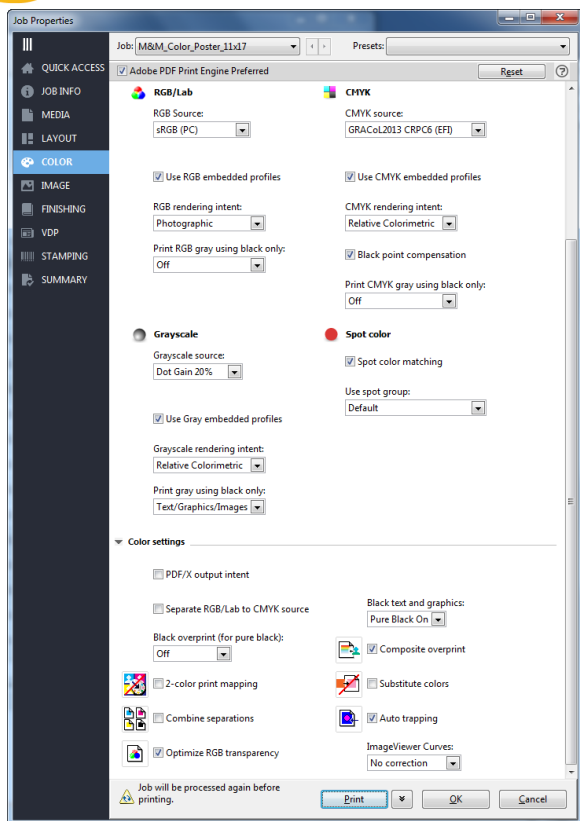 Job Properties
Job: M&M_Color_Poster_11x17 Presets:
QUICK ACCESS
JOB INFO
MEDIA
LAYOUT
COLOR
IMAGE
FINISHING
VDP
STAMPING
SUMMARY
Adobe PDF Print Engine Preferred Reset ?
RGB/Lab
RGB Source:
sRGB (PC)
Use RGB embedded profiles
RGB rendering intent:
Photographic
Print RGB gray using black only:
Off
CMYK
CMYK source:
GRACoL2013 CRPC6 (EFI)
Use CMYK embedded profiles
CMYK rendering intent:
Relative Colorimetric
Black point compensation
Print CMYK gray using black only:
Off
Grayscale
Grayscale source:
Dot Gain 20%
Use Gray embedded profiles
Grayscale rendering intent:
Relative Colorimetric
Print gray using black only:
Text/Graphics/Images
Spot color
Spot color matching
Use spot group:
Default
Color settings
PDF/X output intent
Separate RGB/Lab to CMYK source
Black text and graphics:
Pure Black On
Black overprint (for pure black):
Off
Composite overprint
2-color print mapping
Substitute colors
Combine separations
Auto trapping
Optimize RGB transparency
ImageViewer Curves:
No correction
Job will be processed again before
printing.
Print OK Cancel